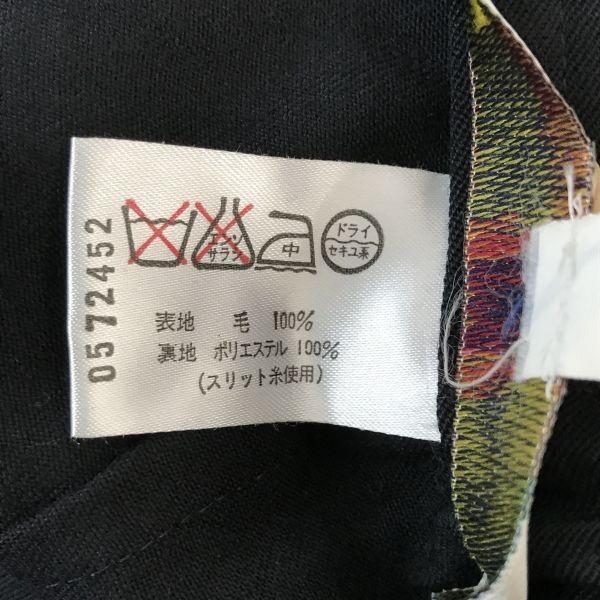 0572452
エンソ
サラシ
中
ドライ
セキユ系
表地 毛 100%
裏地 ポリエステル 100%
(スリット糸使用)